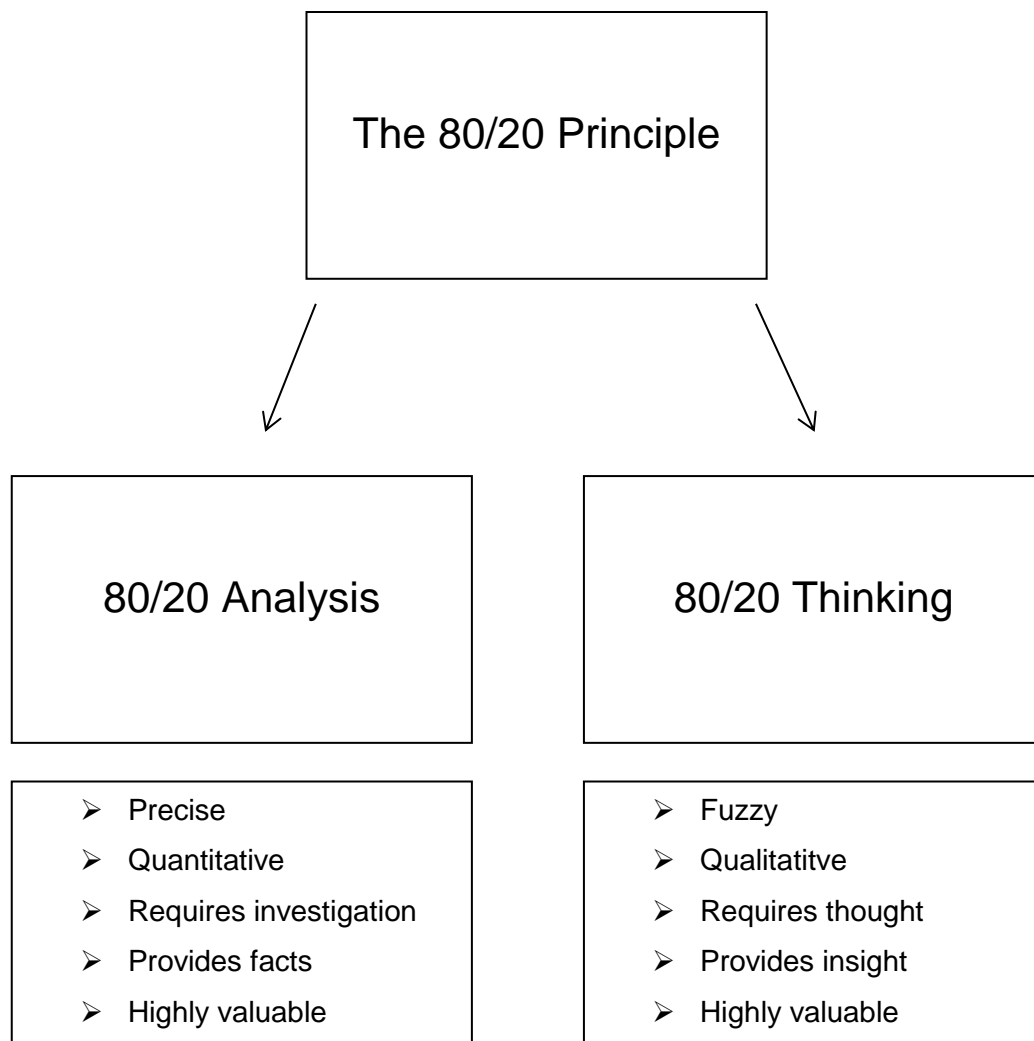 The 80/20 Principle
80/20 Analysis
80/20 Thinking
➢ Precise
➢ Quantitative
➢ Requires investigation
➢ Provides facts
➢ Highly valuable
➢ Fuzzy
➢ Qualitatitve
➢ Requires thought
➢ Provides insight
➢ Highly valuable